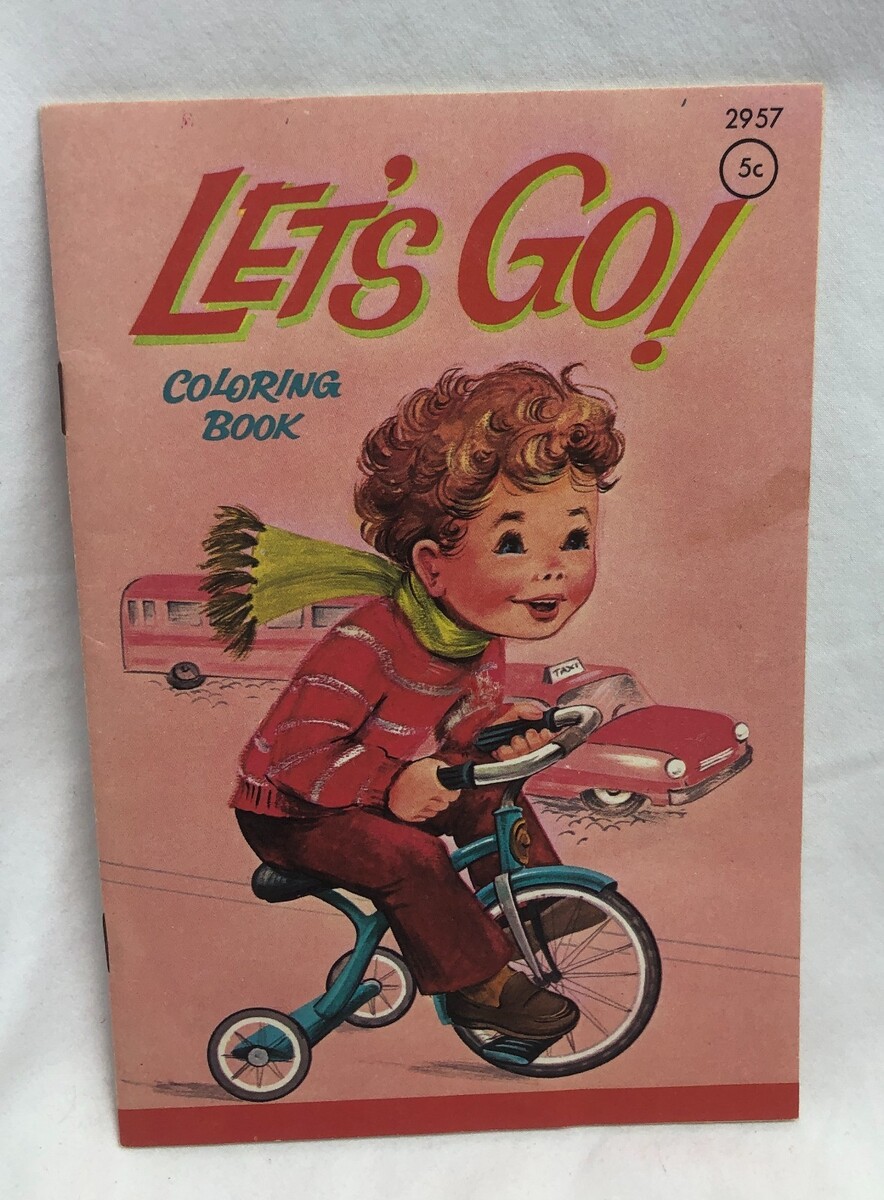 2957
5c
LET'S GO!
COLORING
BOOK
TAXI